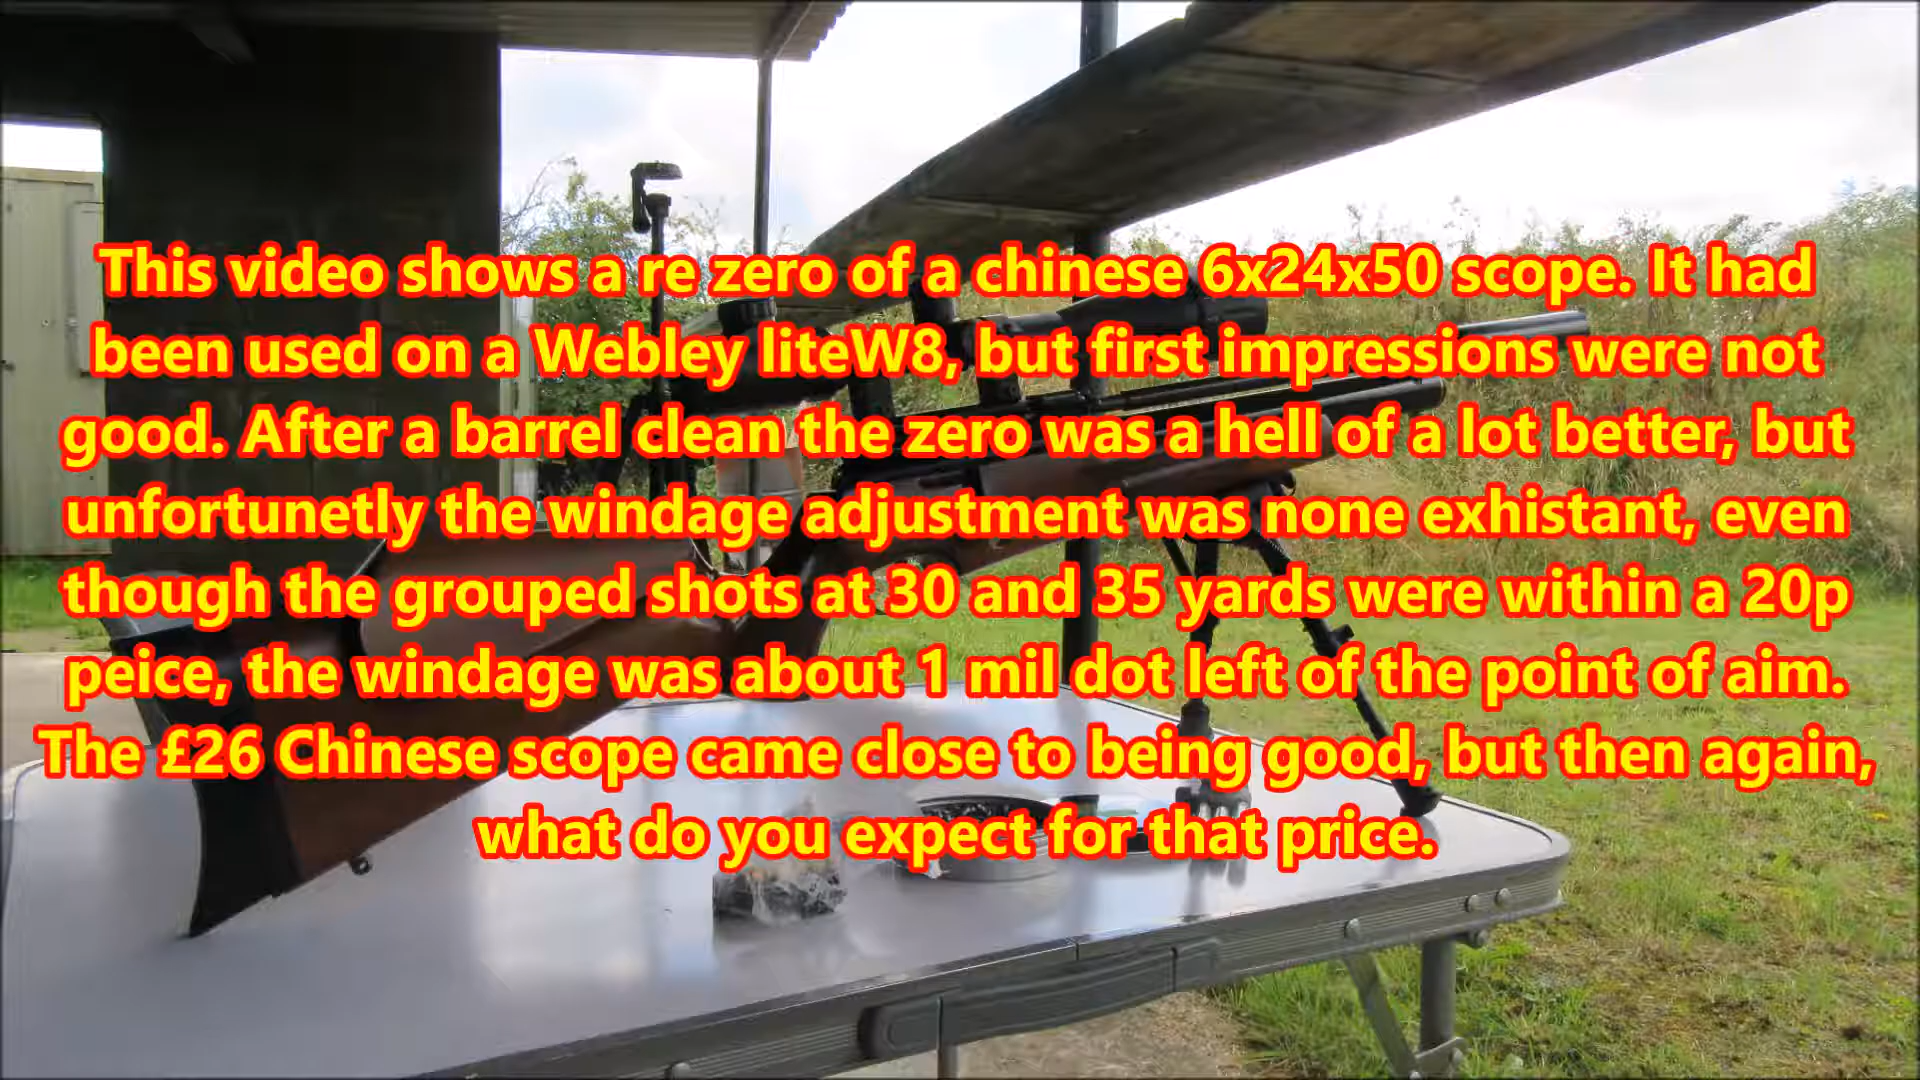 This video shows a re zero of a chinese 6x24x50 scope. It had
been used on a Webley liteW8, but first impressions were not
good. After a barrel clean the zero was a hell of a lot better, but
unfortunetly the windage adjustment was none exhistant, even
though the grouped shots at 30 and 35 yards were within a 20p
peice, the windage was about 1 mil dot left of the point of aim.
The £26 Chinese scope came close to being good, but then again,
what do you expect for that price.